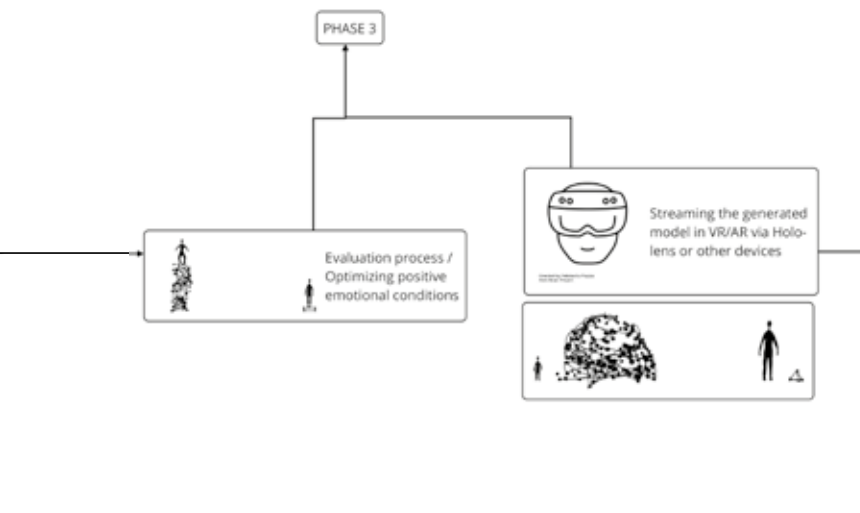 PHASE 3
Evaluation process /
Optimizing positive
emotional conditions
Streaming the generated
model in VR/AR via Holo-
lens or other devices